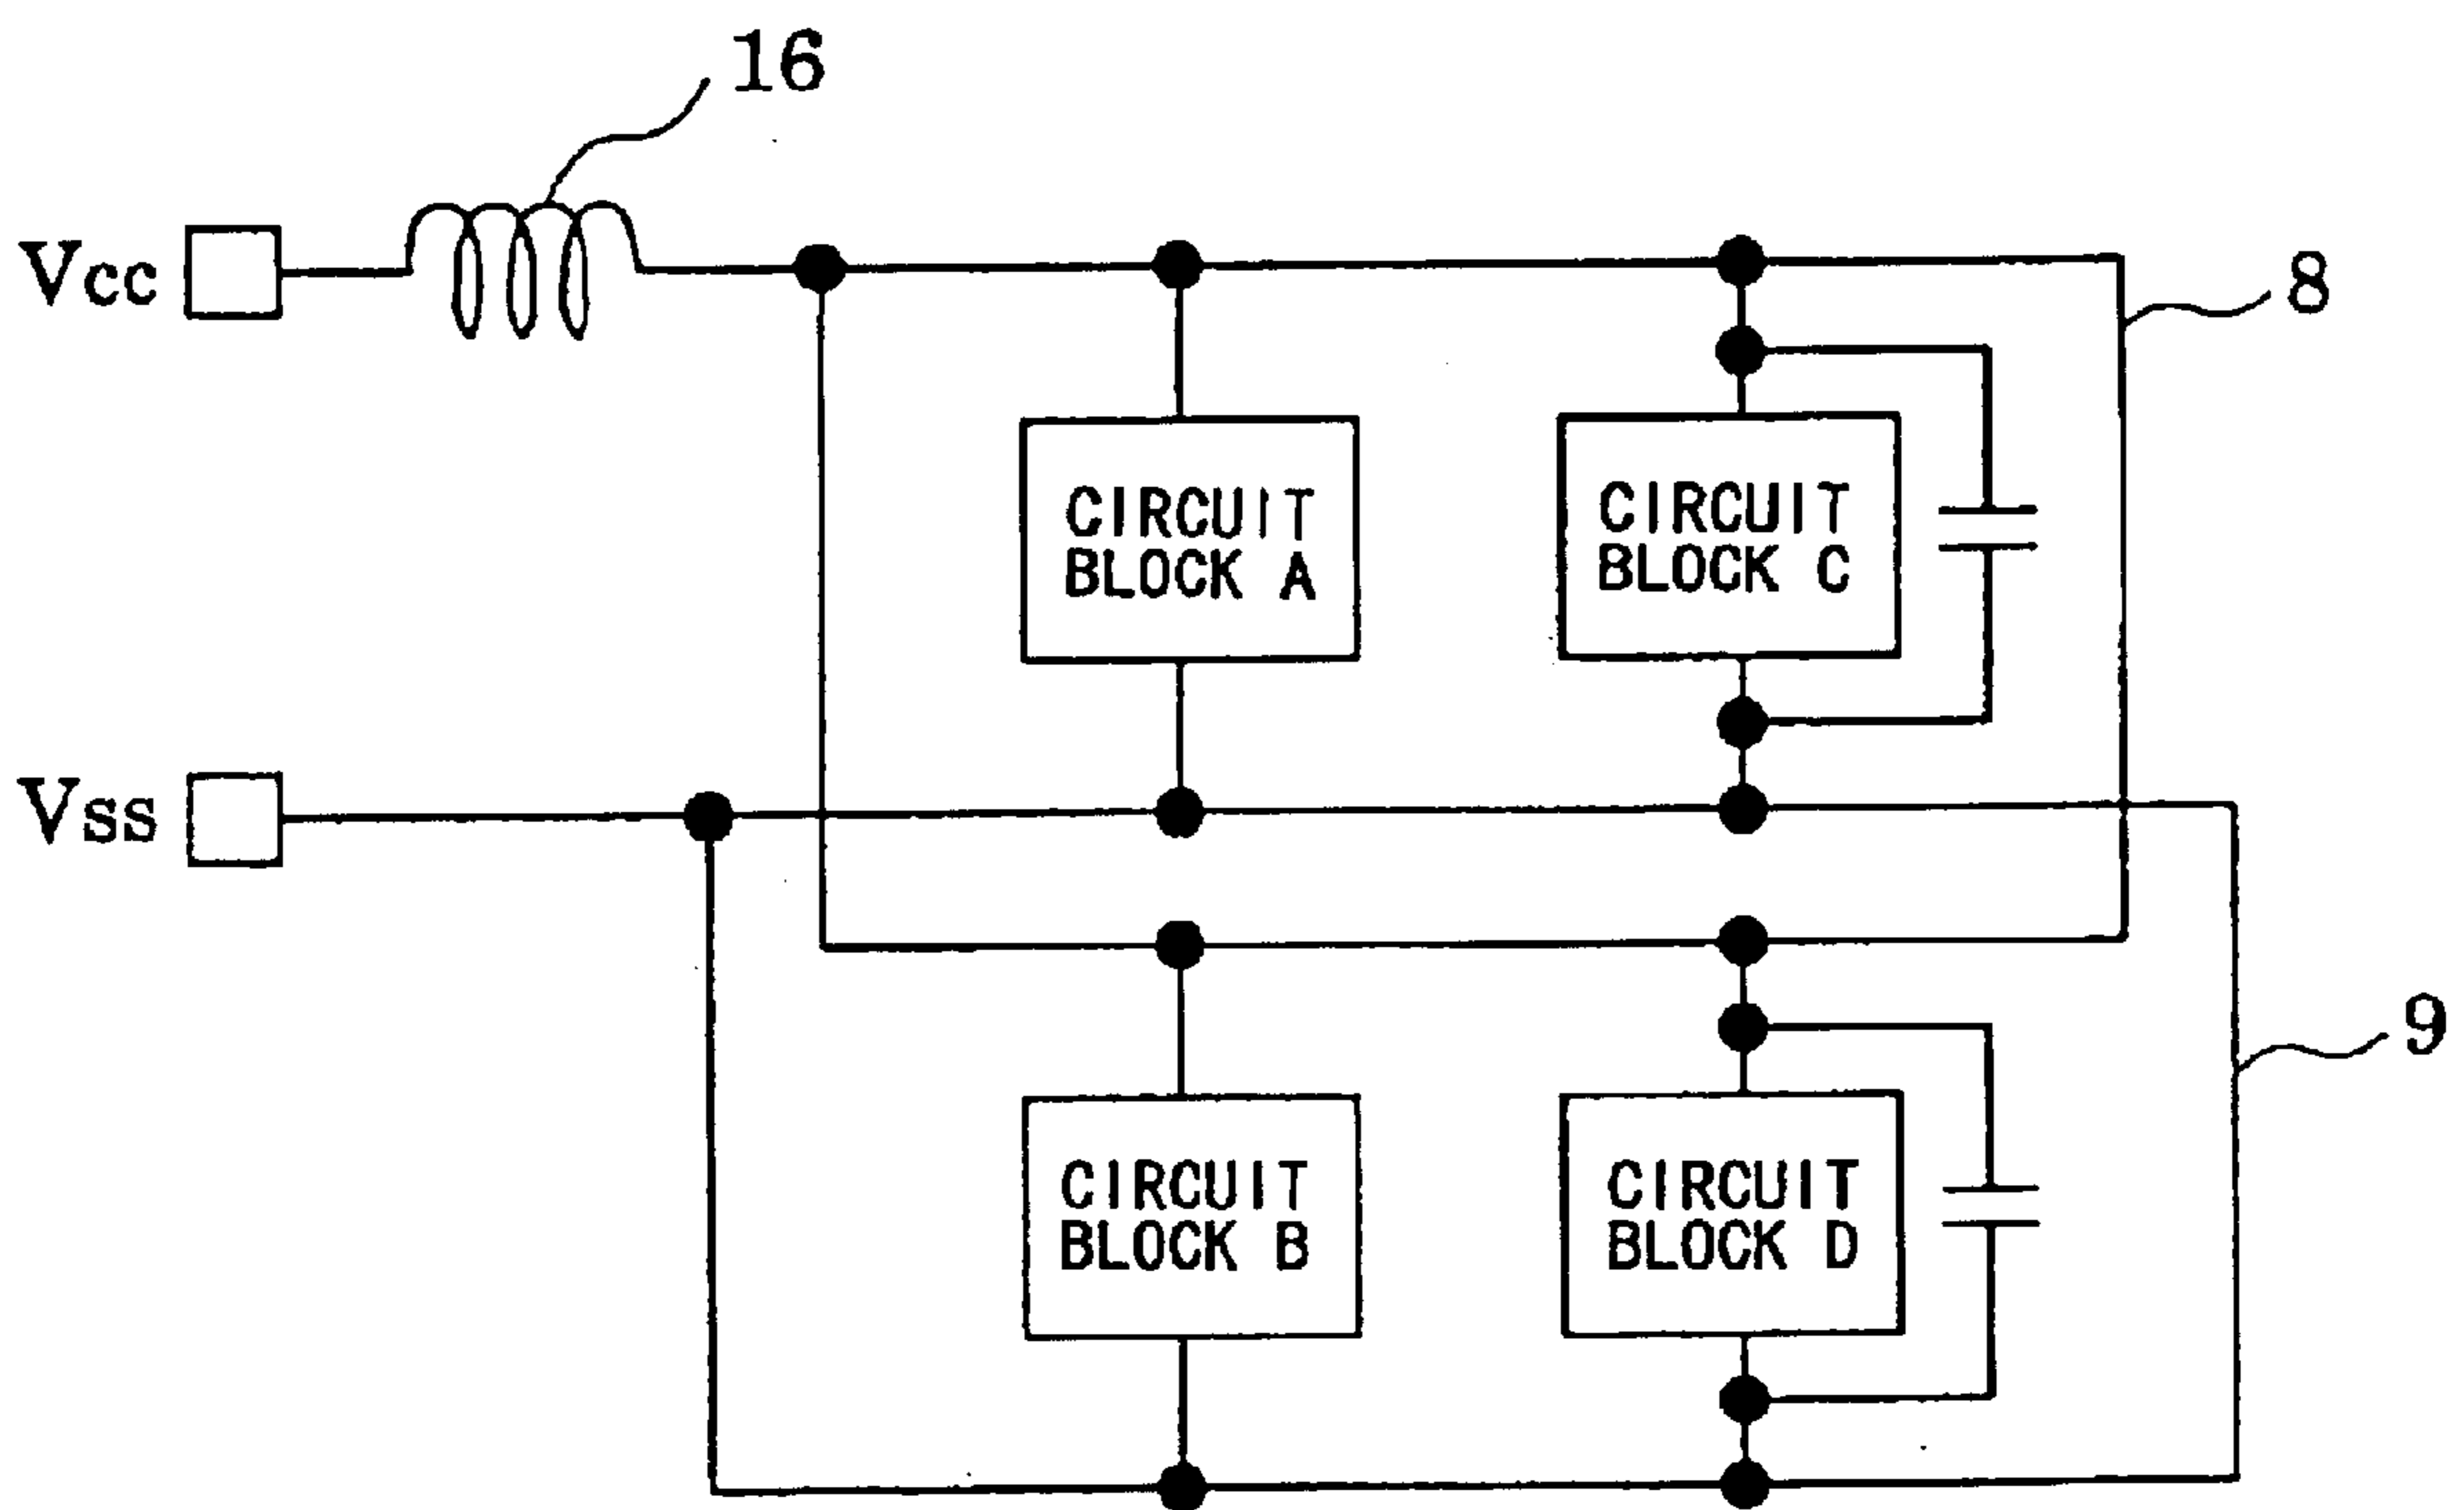 16
Vcc
8
CIRCUIT
BLOCK A
CIRCUIT
BLOCK C
Vss
9
CIRCUIT
BLOCK B
CIRCUIT
BLOCK D